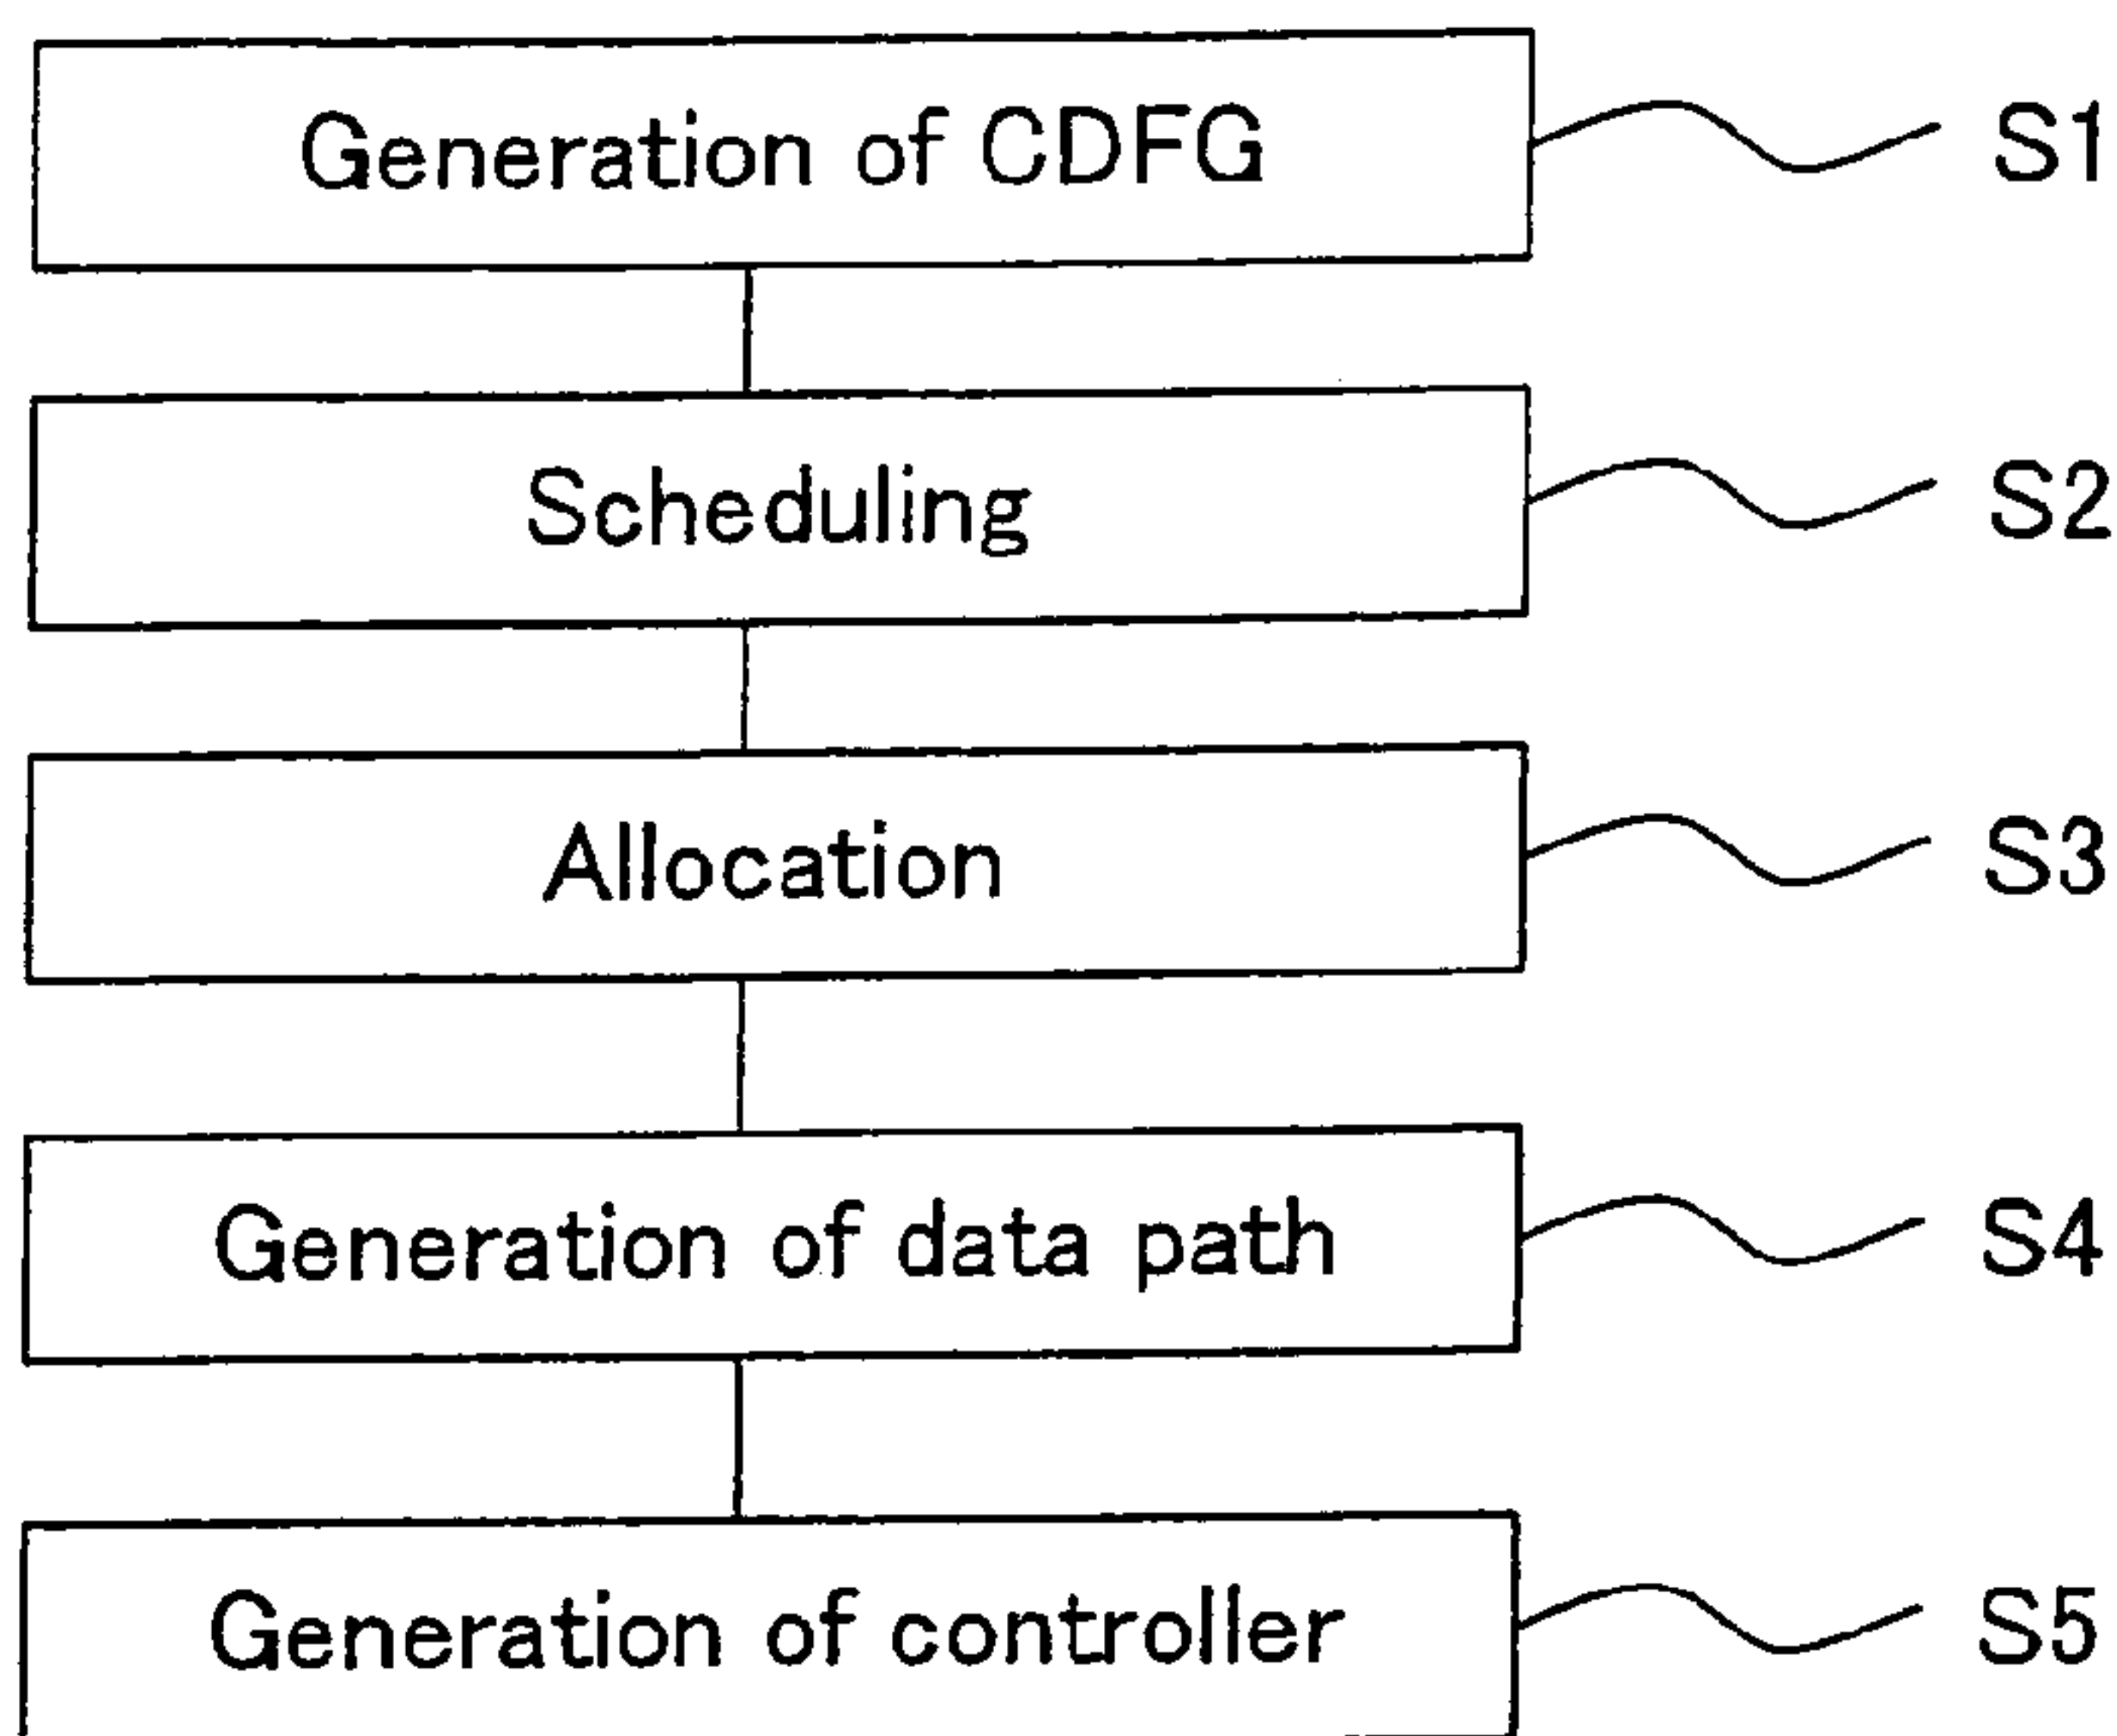 Generation of CDFG S1
Scheduling S2
Allocation S3
Generation of data path S4
Generation of controller S5